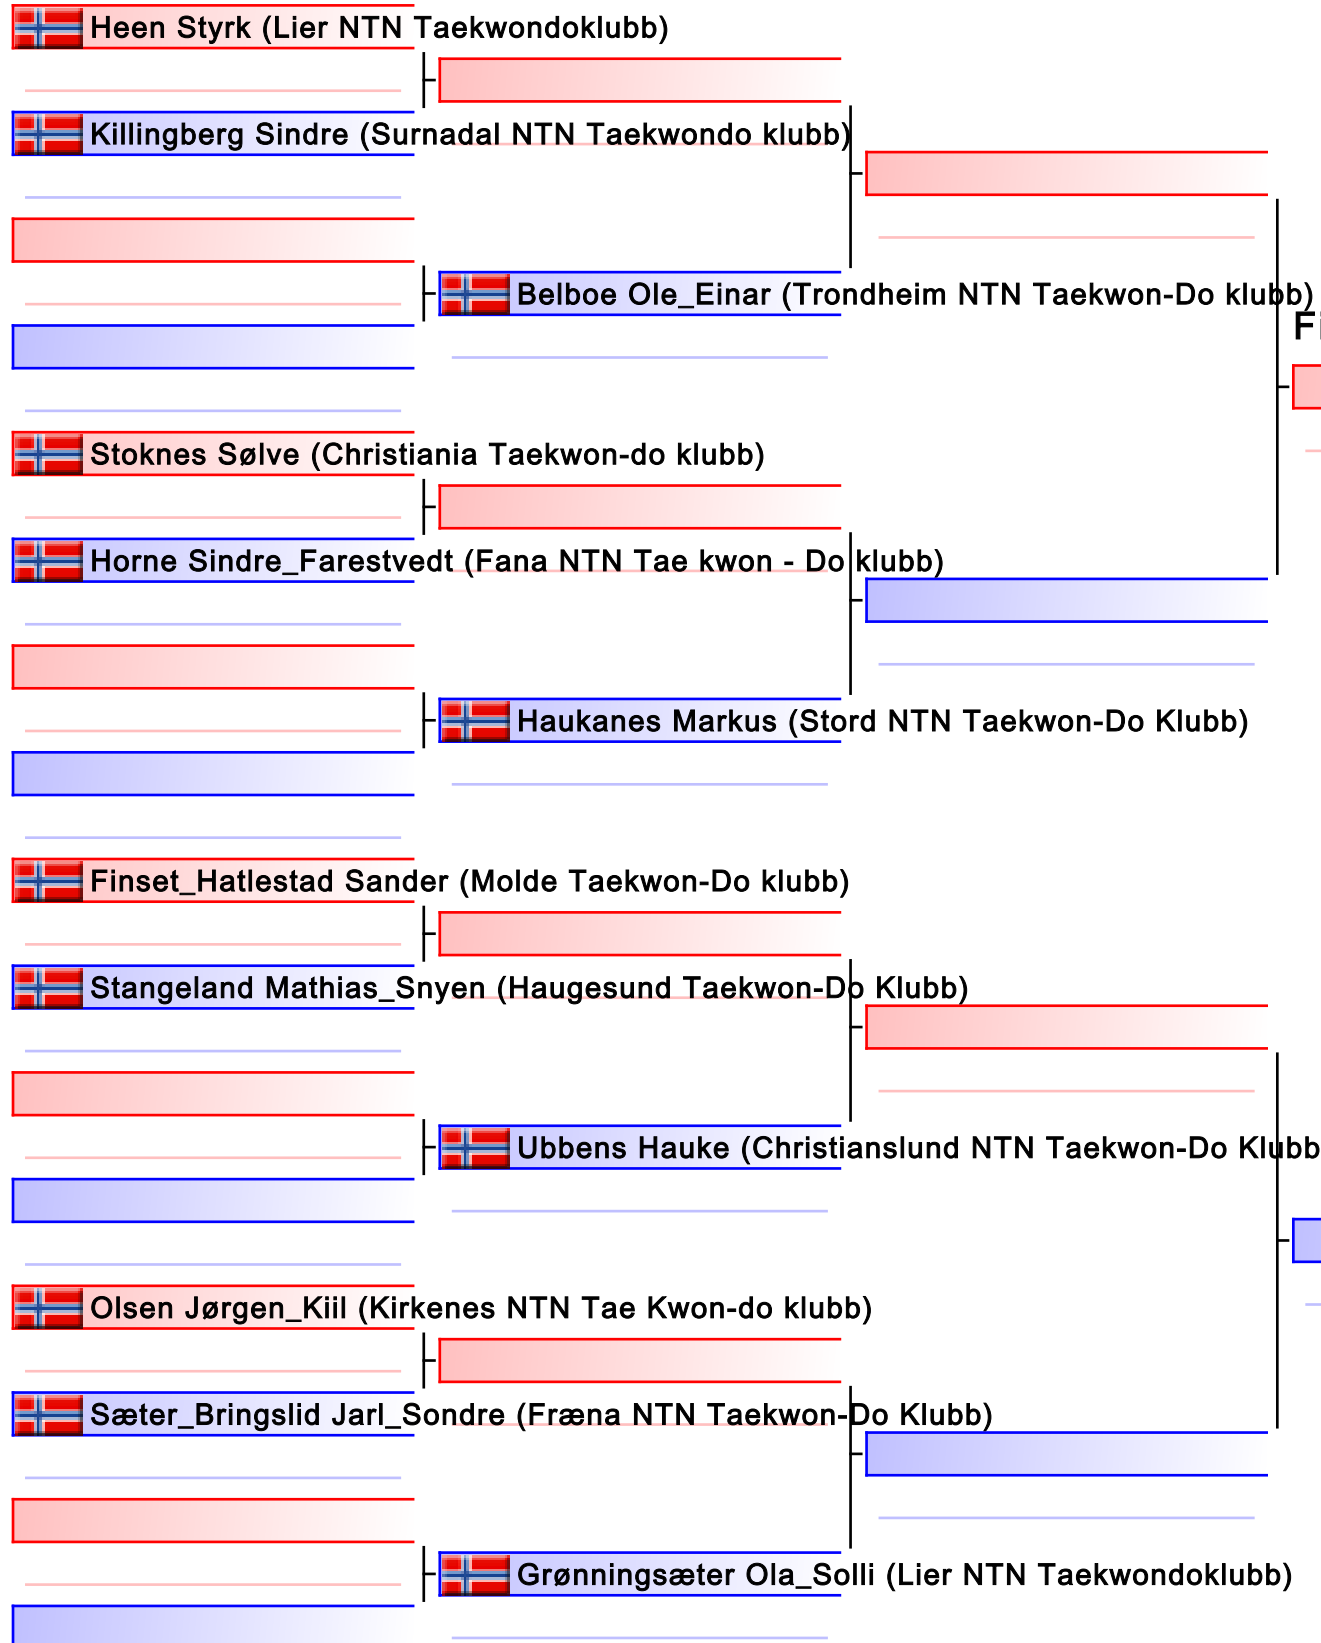 Heen Styrk (Lier NTN Taekwondoklubb)
Killingberg Sindre (Surnadal NTN Taekwondo klubb)
Belboe Ole_Einar (Trondheim NTN Taekwon-Do klubb)
Fi
Stoknes Sølve (Christiania Taekwon-do klubb)
Horne Sindre_Farestvedt (Fana NTN Tae kwon - Do klubb)
Haukanes Markus (Stord NTN Taekwon-Do Klubb)
Finset_Hatlestad Sander (Molde Taekwon-Do klubb)
Stangeland Mathias_Snyen (Haugesund Taekwon-Do Klubb)
Ubbens Hauke (Christianslund NTN Taekwon-Do Klubb
Olsen Jørgen_Kiil (Kirkenes NTN Tae Kwon-do klubb)
Sæter_Bringslid Jarl_Sondre (Fræna NTN Taekwon-Do Klubb)
Grønningsæter Ola_Solli (Lier NTN Taekwondoklubb)